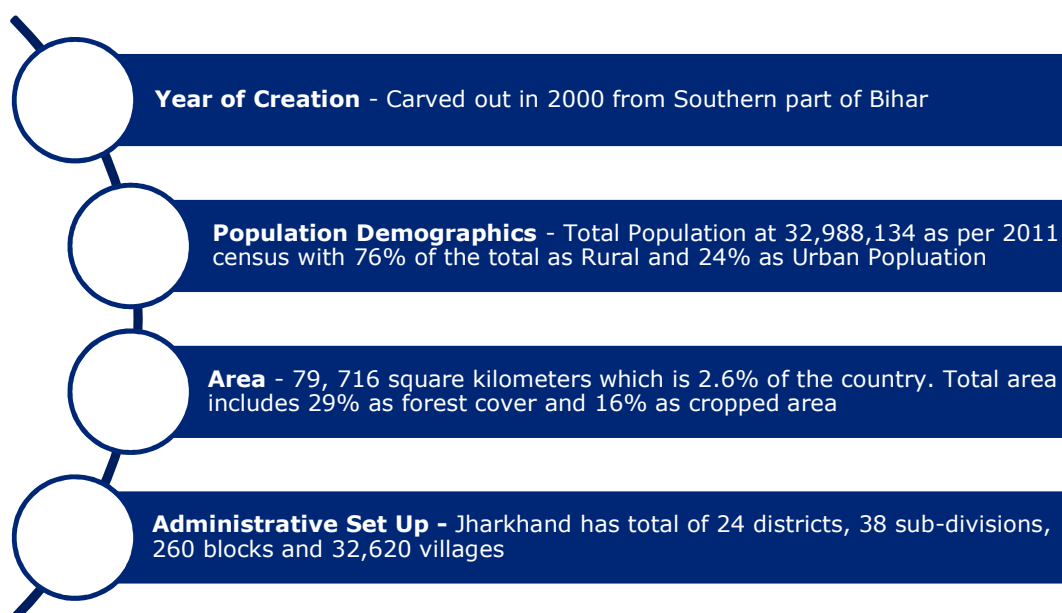 Year of Creation - Carved out in 2000 from Southern part of Bihar
Population Demographics - Total Population at 32,988,134 as per 2011
census with 76% of the total as Rural and 24% as Urban Popluation
Area - 79, 716 square kilometers which is 2.6% of the country. Total area
includes 29% as forest cover and 16% as cropped area
Administrative Set Up - Jharkhand has total of 24 districts, 38 sub-divisions,
260 blocks and 32,620 villages